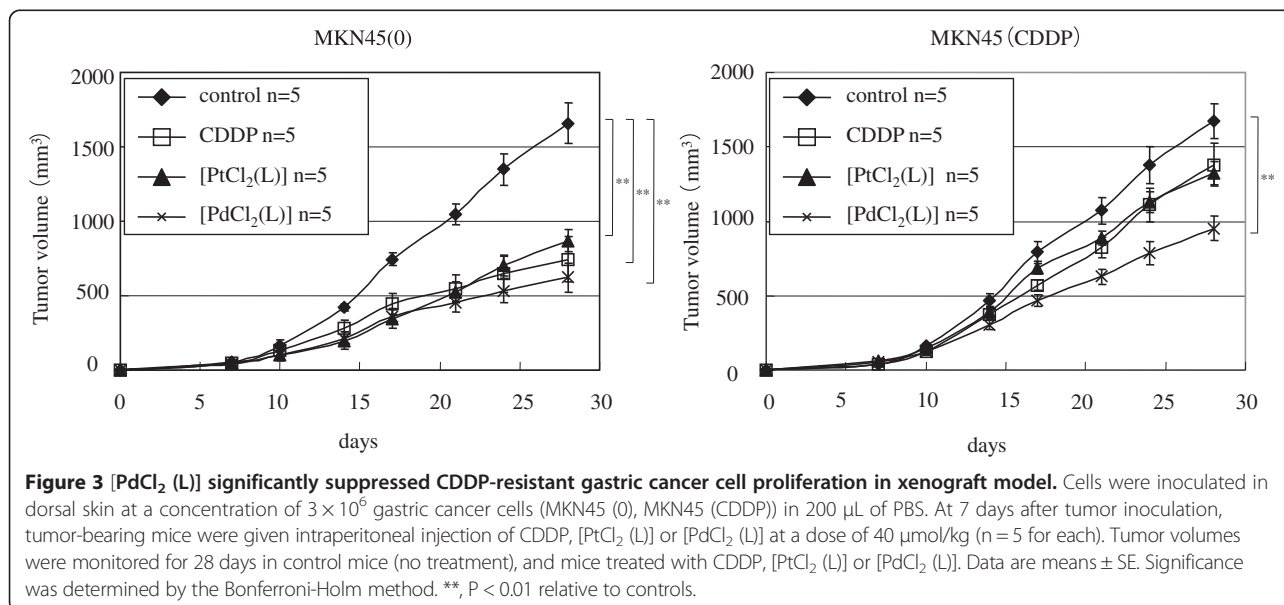 MKN45(0)
2000
1500
1000
500
0
Tumor volume (mm³)
control n=5
CDDP n=5
[PtCl₂(L)] n=5
[PdCl₂(L)] n=5
**
**
**
0 5 10 15 20 25 30
days
MKN45 (CDDP)
2000
1500
1000
500
0
Tumor volume (mm³)
control n=5
CDDP n=5
[PtCl₂(L)] n=5
[PdCl₂(L)] n=5
**
0 5 10 15 20 25 30
days
Figure 3 [PdCl₂ (L)] significantly suppressed CDDP-resistant gastric cancer cell proliferation in xenograft model. Cells were inoculated in
dorsal skin at a concentration of 3 × 10⁶ gastric cancer cells (MKN45 (0), MKN45 (CDDP)) in 200 μL of PBS. At 7 days after tumor inoculation,
tumor-bearing mice were given intraperitoneal injection of CDDP, [PtCl₂ (L)] or [PdCl₂ (L)] at a dose of 40 μmol/kg (n = 5 for each). Tumor volumes
were monitored for 28 days in control mice (no treatment), and mice treated with CDDP, [PtCl₂ (L)] or [PdCl₂ (L)]. Data are means ± SE. Significance
was determined by the Bonferroni-Holm method. **, P < 0.01 relative to controls.